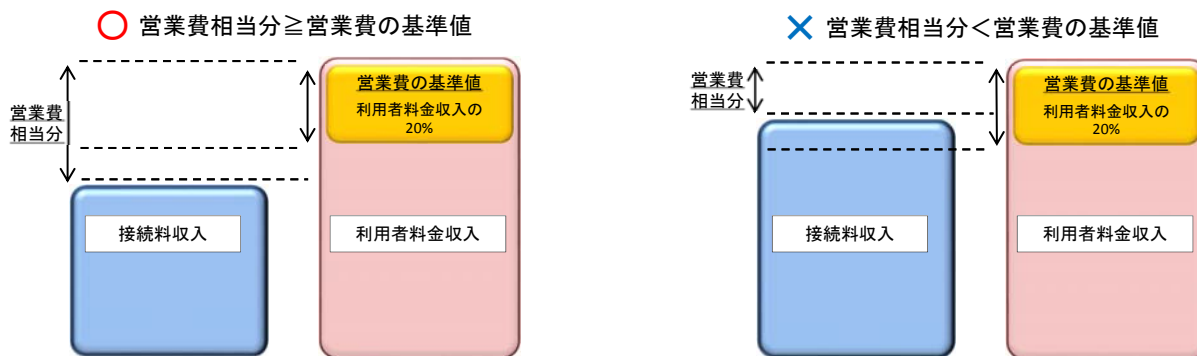 ○ 営業費相当分≧営業費の基準値
営業費
相当分
営業費の基準値
利用者料金収入の
20%
接続料収入
利用者料金収入
× 営業費相当分<営業費の基準値
営業費
相当分
営業費の基準値
利用者料金収入の
20%
接続料収入
利用者料金収入